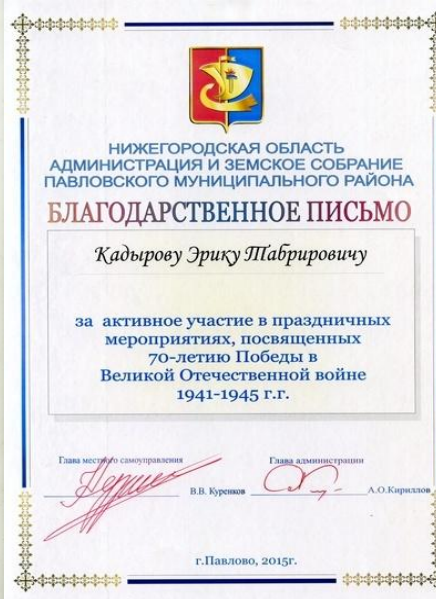 НИЖЕГОРОДСКАЯ ОБЛАСТЬ
АДМИНИСТРАЦИЯ И ЗЕМСКОЕ СОБРАНИЕ
ПАВЛОВСКОГО МУНИЦИПАЛЬНОГО РАЙОНА
БЛАГОДАРСТВЕННОЕ ПИСЬМО
Кадырову Эрику Табрировичу
за активное участие в праздничных
мероприятиях, посвященных
70-летию Победы в
Великой Отечественной войне
1941-1945 г.г.
Глава местного самоуправления Глава администрации
В.В. Куренков А.О.Кириллов
г.Павлово, 2015г.